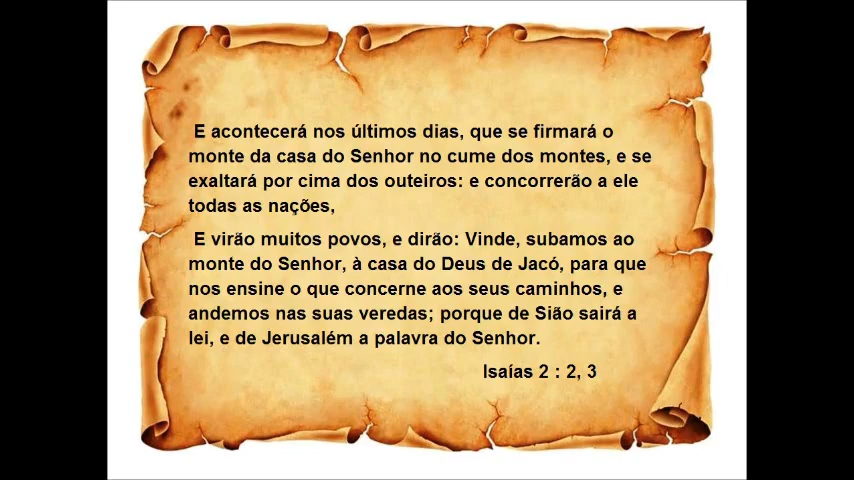 E acontecerá nos últimos dias, que se firmará o
monte da casa do Senhor no cume dos montes, e se
exaltará por cima dos outeiros: e concorrerão a ele
todas as nações,
E virão muitos povos, e dirão: Vinde, subamos ao
monte do Senhor, à casa do Deus de Jacó, para que
nos ensine o que concerne aos seus caminhos, e
andemos nas suas veredas; porque de Sião sairá a
lei, e de Jerusalém a palavra do Senhor.
Isaías 2 : 2, 3